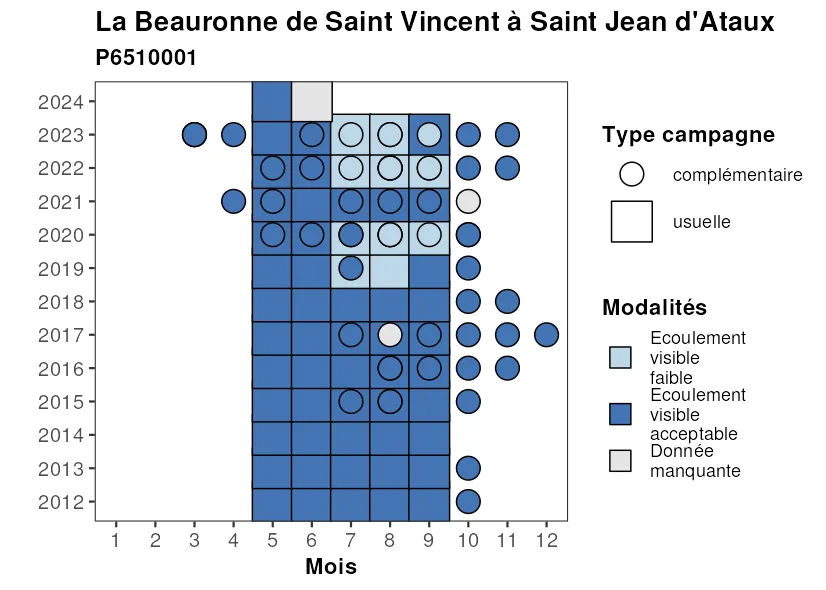 La Beauronne de Saint Vincent à Saint Jean d'Ataux
P6510001
2024
2023
2022
2021
2020
2019
2018
2017
2016
2015
2014
2013
2012
1 2 3 4 5 6 7 8 9 10 11 12
Mois
Type campagne
complémentaire
usuelle
Modalités
Ecoulement
visible
faible
Ecoulement
visible
acceptable
Donnée
manquante